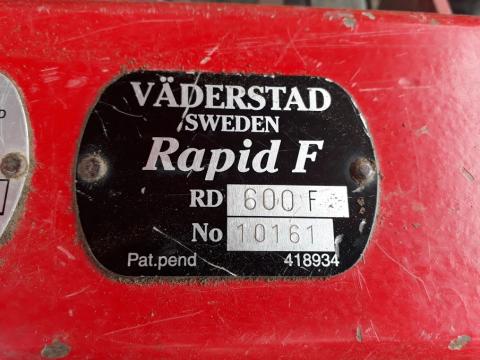 VÄDERSTAD
SWEDEN
Rapid F
RD 600 F
No 10161
Pat.pend 418934